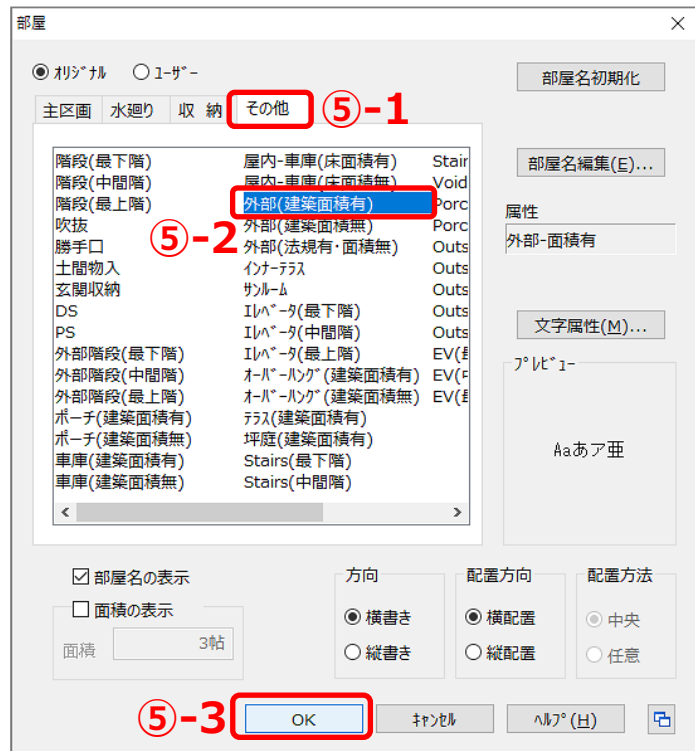 部屋
ｵﾘｼﾞﾅﾙ ﾕｰｻﾞｰ
部屋名初期化
主区画 水廻り 収 納 その他 ⑤-1
部屋名編集(E)...
階段(最下階) 屋内-車庫(床面積有) Stair
階段(中間階) 屋内-車庫(床面積無) Void
階段(最上階) 外部(建築面積有) Porc
吹抜 外部(建築面積無) Porc
勝手口 外部(法規有･面積無) Outs
土間物入 ｲﾝﾅｰﾃﾗｽ Outs
玄関収納 ｻﾝﾙｰﾑ Outs
DS ｴﾚﾍﾞｰﾀ(最下階) Outs
PS ｴﾚﾍﾞｰﾀ(中間階) Outs
外部階段(最下階) ｴﾚﾍﾞｰﾀ(最上階) EV(
外部階段(中間階) ｵｰﾊﾞｰﾊﾝｸﾞ(建築面積有) EV(
外部階段(最上階) ｵｰﾊﾞｰﾊﾝｸﾞ(建築面積無) EV(
ポーチ(建築面積有) ﾃﾗｽ(建築面積有)
ポーチ(建築面積無) 坪庭(建築面積有)
車庫(建築面積有) Stairs(最下階)
車庫(建築面積無) Stairs(中間階)
⑤-2
属性
外部-面積有
文字属性(M)...
ﾌﾟﾚﾋﾞｭｰ
Aaあア亜
部屋名の表示
面積の表示
面積 3帖
方向
横書き
縦書き
配置方向
横配置
縦配置
配置方法
中央
任意
⑤-3 OK ｷｬﾝｾﾙ ﾍﾙﾌﾟ(H)